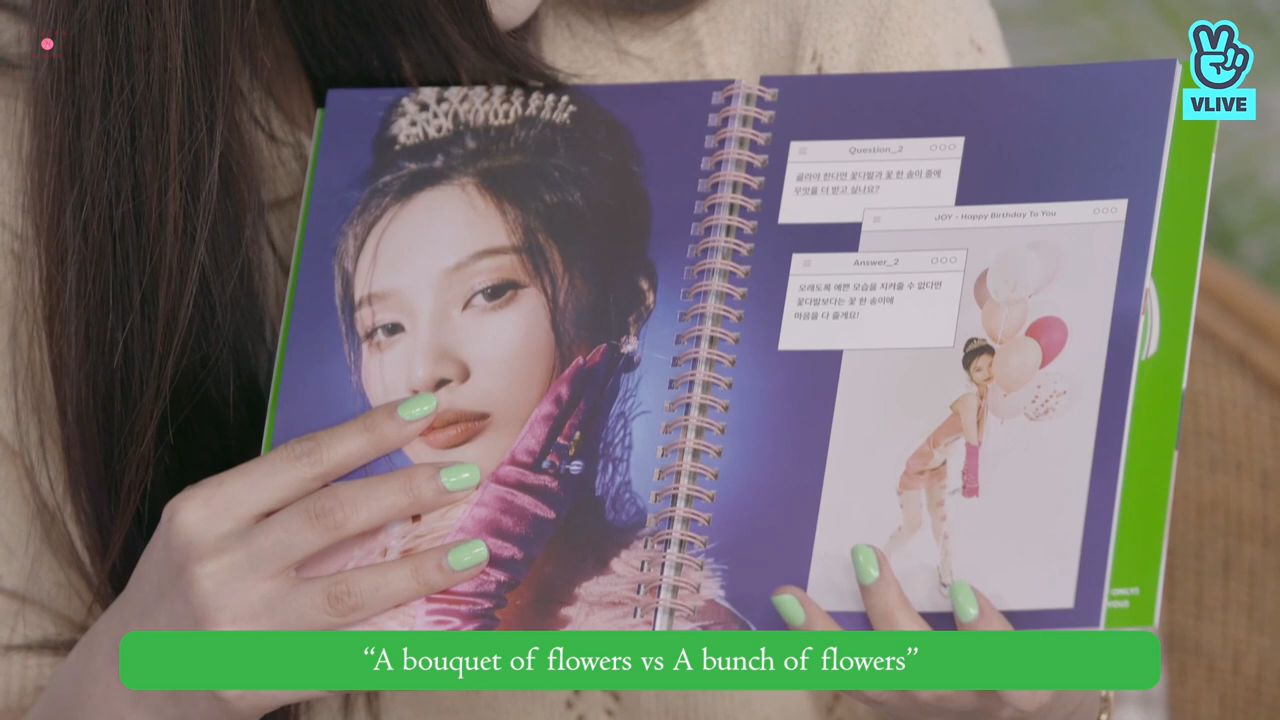 VLIVE
Question_2
골라야 한다면 꽃다발과 꽃 한 송이 중에
무엇을 더 받고 싶나요?
JOY - Happy Birthday To You
Answer_2
오래도록 예쁜 모습을 지켜줄 수 없다면
꽃다발보다는 꽃 한 송이에
마음을 다 줄게요!
“A bouquet of flowers vs A bunch of flowers”